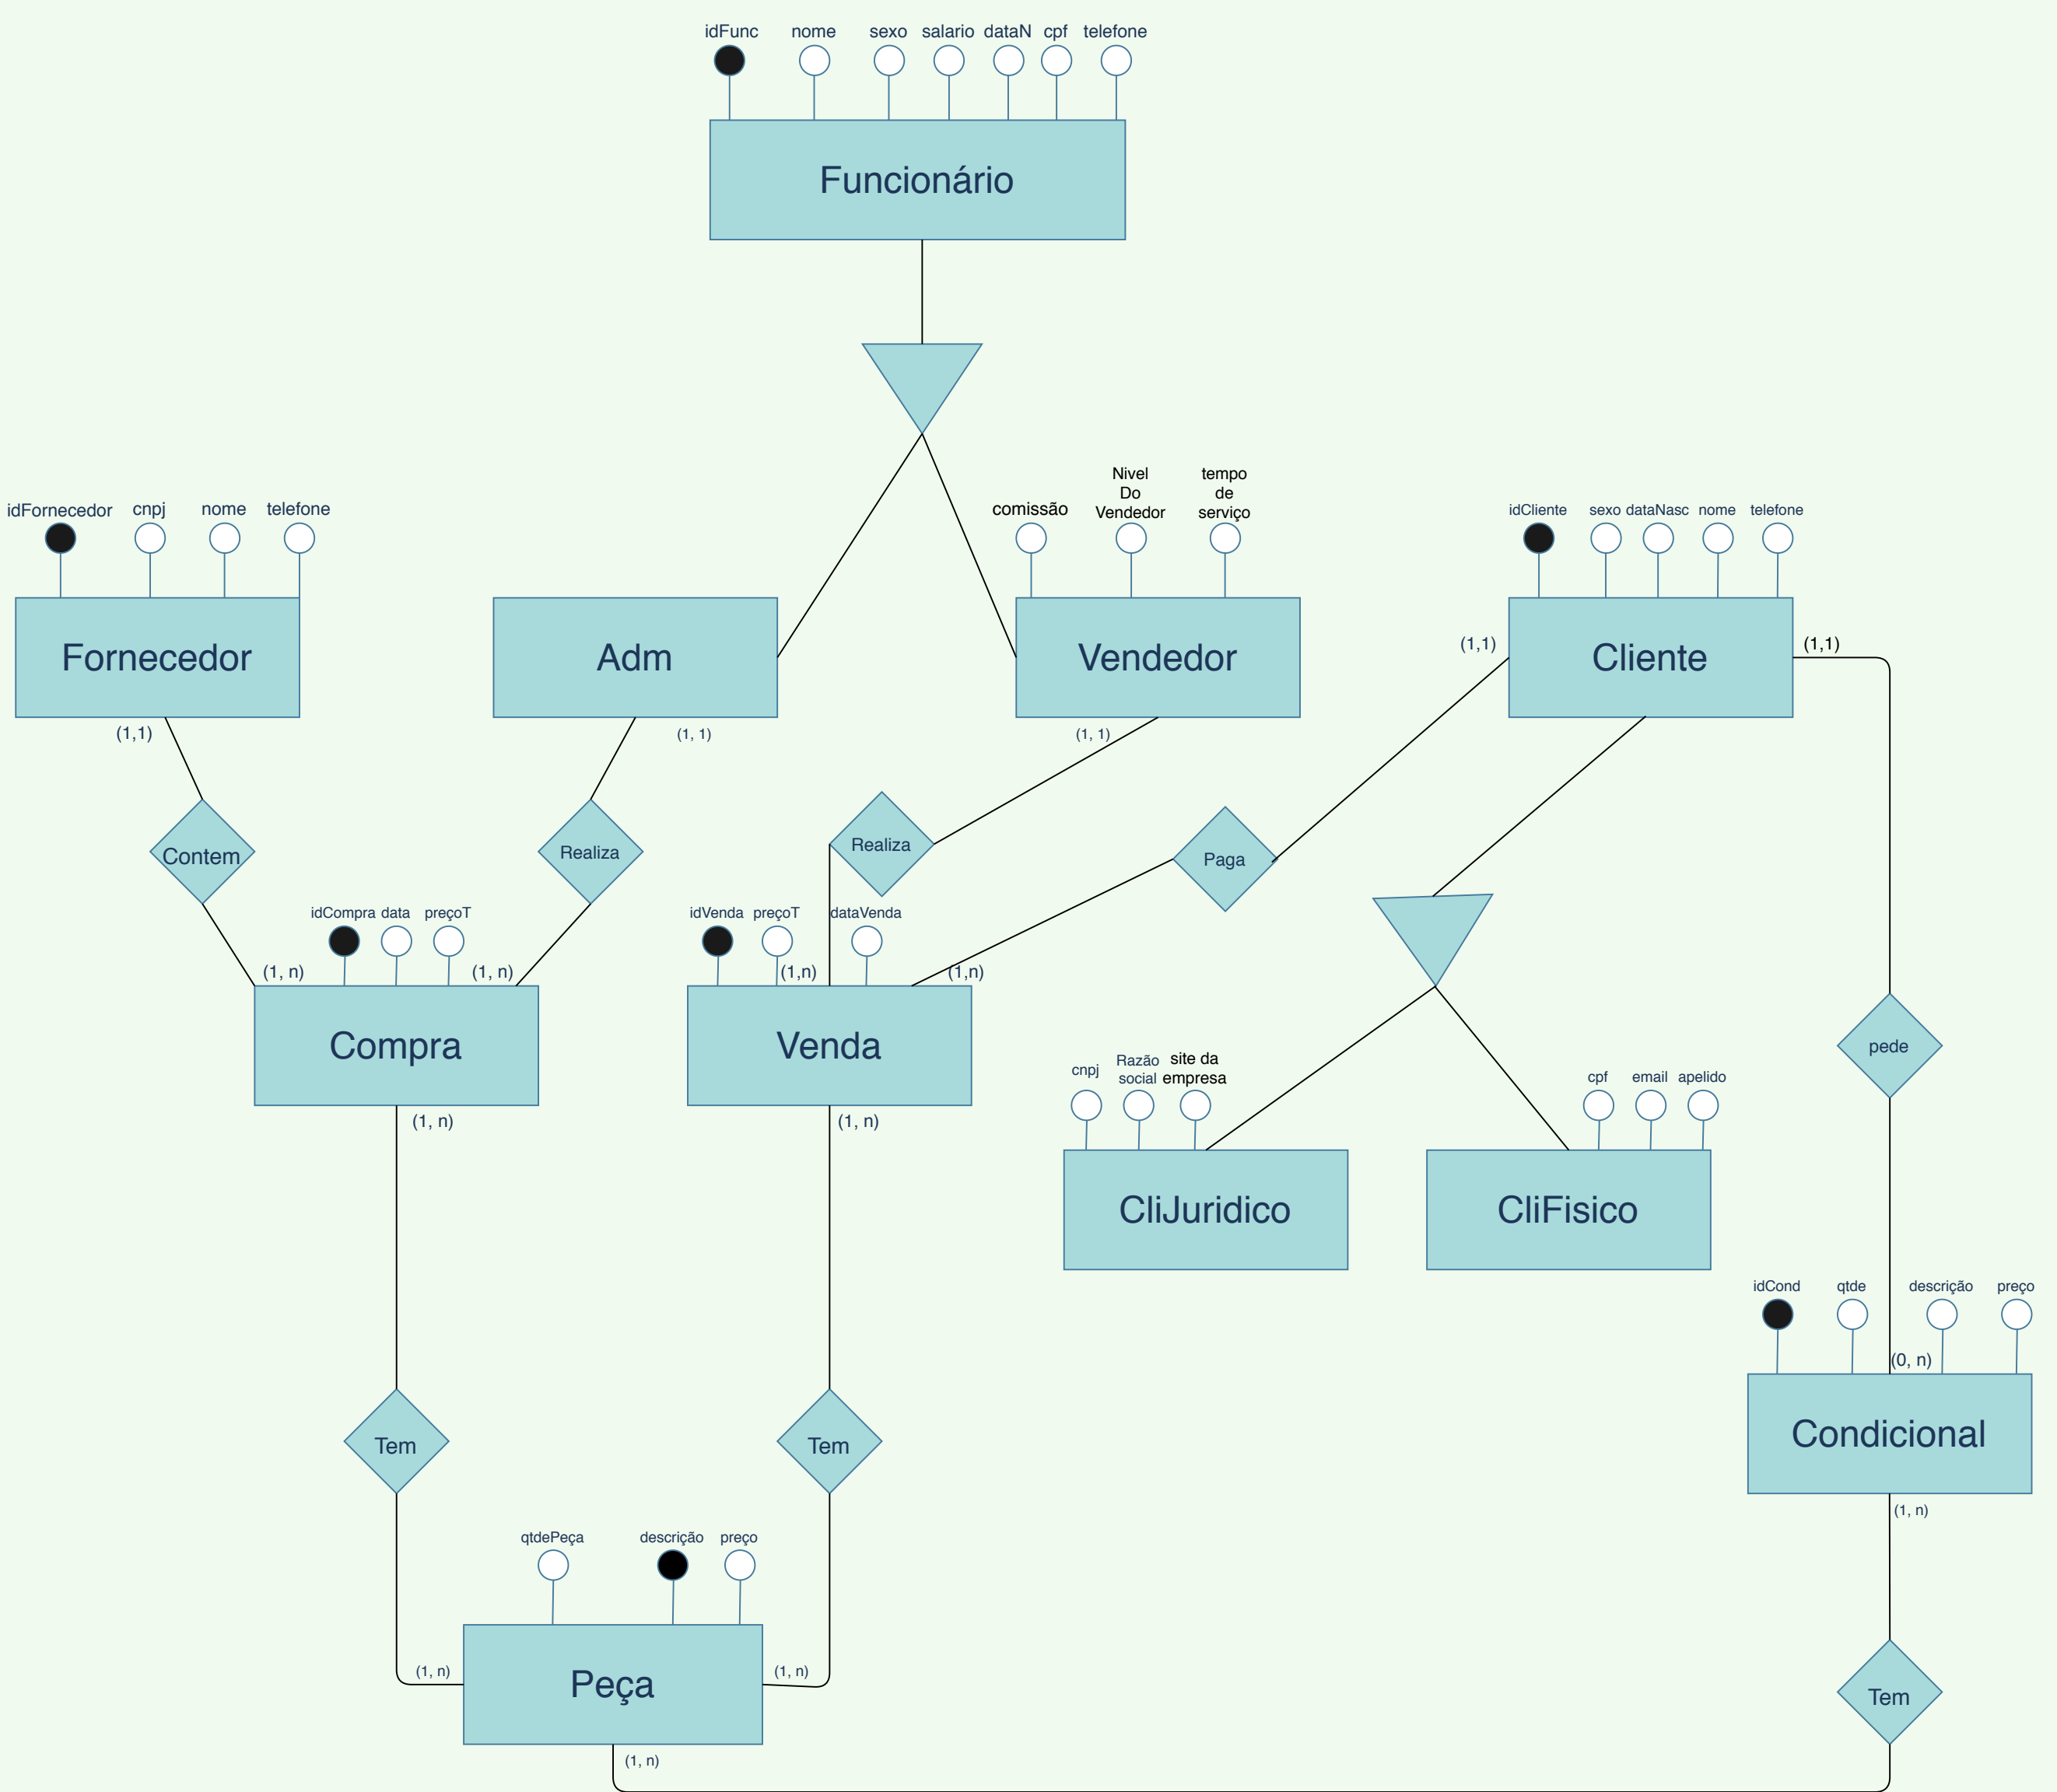 idFunc nome sexo salario dataN cpf telefone
Funcionário
idFornecedor cnpj nome telefone
Fornecedor
(1,1)
Adm
(1, 1)
comissão
Nivel
Do
Vendedor
tempo
de
serviço
Vendedor
(1, 1)
idCliente sexo dataNasc nome telefone
(1,1)
Cliente
(1,1)
Contem
Realiza
Realiza
Paga
idCompra data preçoT
(1, n)
(1, n)
Compra
(1, n)
idVenda preçoT dataVenda
(1,n)
(1,n)
Venda
(1, n)
pede
cnpj
Razão
social
site da
empresa
CliJuridico
cpf email apelido
CliFisico
idCond qtde descrição preço
(0, n)
Condicional
(1, n)
Tem
Tem
qtdePeça descrição preço
(1, n)
Peça
(1, n)
(1, n)
Tem